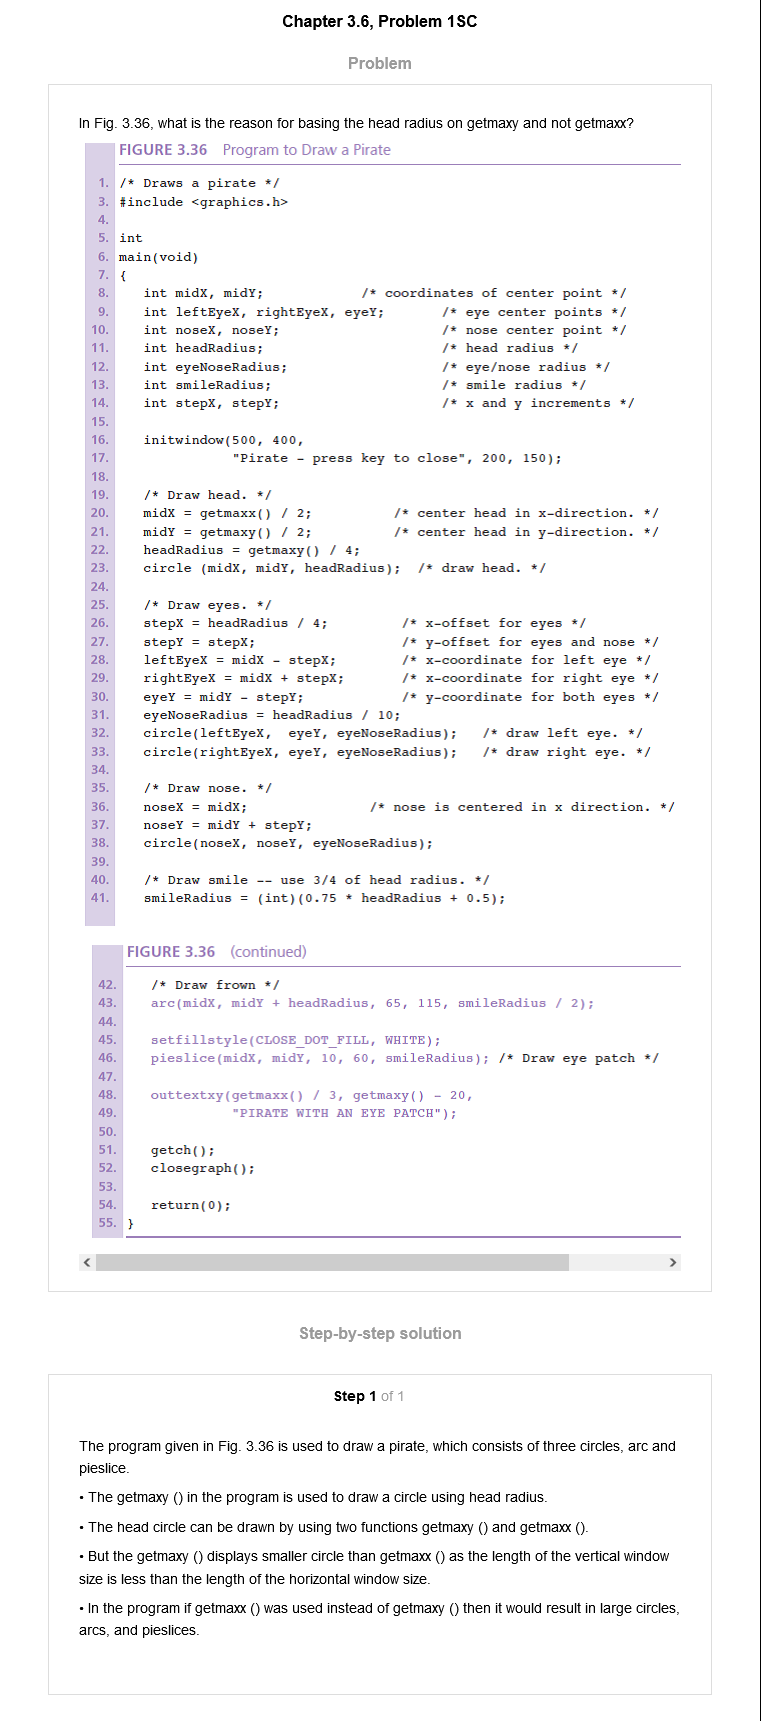 Chapter 3.6, Problem 1SC
Problem
In Fig. 3.36, what is the reason for basing the head radius on getmaxy and not getmaxx?
FIGURE 3.36 Program to Draw a Pirate
1. /* Draws a pirate */
3. #include <graphics.h>
4.
5. int
6. main(void)
7. {
8. int midX, midY; /* coordinates of center point */
9. int leftEyeX, rightEyeX, eyeY; /* eye center points */
10. int noseX, noseY; /* nose center point */
11. int headRadius; /* head radius */
12. int eyeNoseRadius; /* eye/nose radius */
13. int smileRadius; /* smile radius */
14. int stepX, stepY; /* x and y increments */
15.
16. initwindow(500, 400,
17. "Pirate - press key to close", 200, 150);
18.
19. /* Draw head. */
20. midX = getmaxx() / 2; /* center head in x-direction. */
21. midY = getmaxy() / 2; /* center head in y-direction. */
22. headRadius = getmaxy() / 4;
23. circle (midX, midY, headRadius); /* draw head. */
24.
25. /* Draw eyes. */
26. stepX = headRadius / 4; /* x-offset for eyes */
27. stepY = stepX; /* y-offset for eyes and nose */
28. leftEyeX = midX - stepX; /* x-coordinate for left eye */
29. rightEyeX = midX + stepX; /* x-coordinate for right eye */
30. eyeY = midY - stepY; /* y-coordinate for both eyes */
31. eyeNoseRadius = headRadius / 10;
32. circle(leftEyeX, eyeY, eyeNoseRadius); /* draw left eye. */
33. circle(rightEyeX, eyeY, eyeNoseRadius); /* draw right eye. */
34.
35. /* Draw nose. */
36. noseX = midX; /* nose is centered in x direction. */
37. noseY = midY + stepY;
38. circle(noseX, noseY, eyeNoseRadius);
39.
40. /* Draw smile -- use 3/4 of head radius. */
41. smileRadius = (int)(0.75 * headRadius + 0.5);
FIGURE 3.36 (continued)
42. /* Draw frown */
43. arc(midX, midY + headRadius, 65, 115, smileRadius / 2);
44.
45. setfillstyle(CLOSE_DOT_FILL, WHITE);
46. pieslice(midX, midY, 10, 60, smileRadius); /* Draw eye patch */
47.
48. outtextxy(getmaxx() / 3, getmaxy() - 20,
49. "PIRATE WITH AN EYE PATCH");
50.
51. getch();
52. closegraph();
53.
54. return(0);
55. }
Step-by-step solution
Step 1 of 1
The program given in Fig. 3.36 is used to draw a pirate, which consists of three circles, arc and
pieslice.
• The getmaxy () in the program is used to draw a circle using head radius.
• The head circle can be drawn by using two functions getmaxy () and getmaxx ().
• But the getmaxy () displays smaller circle than getmaxx () as the length of the vertical window
size is less than the length of the horizontal window size.
• In the program if getmaxx () was used instead of getmaxy () then it would result in large circles,
arcs, and pieslices.